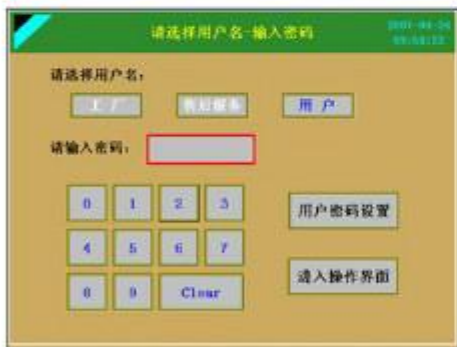 请选择用户名-输入密码
请选择用户名：
工厂 售后服务 用户
请输入密码：
0 1 2 3
用户密码设置
4 5 6 7
进入操作界面
8 9 Clear